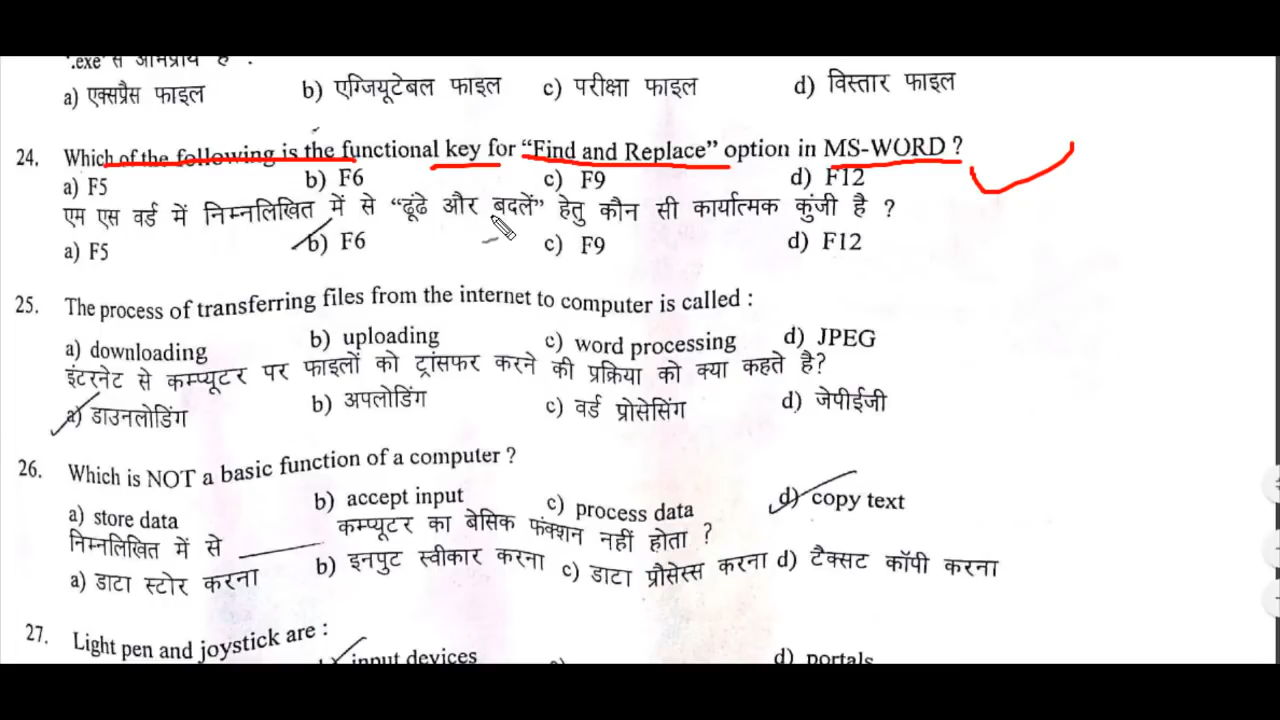 '.exe' से अभिप्राय है :
a) एक्सप्रैस फाइल b) एग्जियूटेबल फाइल c) परीक्षा फाइल d) विस्तार फाइल
24. Which of the following is the functional key for “Find and Replace” option in MS-WORD ?
a) F5 b) F6 c) F9 d) F12
एम एस वर्ड में निम्नलिखित में से “ढूंढे और बदलें” हेतु कौन सी कार्यात्मक कुंजी है ?
a) F5 b) F6 c) F9 d) F12
25. The process of transferring files from the internet to computer is called :
a) downloading b) uploading c) word processing d) JPEG
इंटरनेट से कम्प्यूटर पर फाइलों को ट्रांसफर करने की प्रक्रिया को क्या कहते है?
a) डाउनलोडिंग b) अपलोडिंग c) वर्ड प्रोसेसिंग d) जेपीईजी
26. Which is NOT a basic function of a computer ?
a) store data b) accept input c) process data d) copy text
निम्नलिखित में से ______ कम्प्यूटर का बेसिक फंक्शन नहीं होता ?
a) डाटा स्टोर करना b) इनपुट स्वीकार करना c) डाटा प्रौसेस्स करना d) टैक्सट कॉपी करना
27. Light pen and joystick are :
input devices d) portals